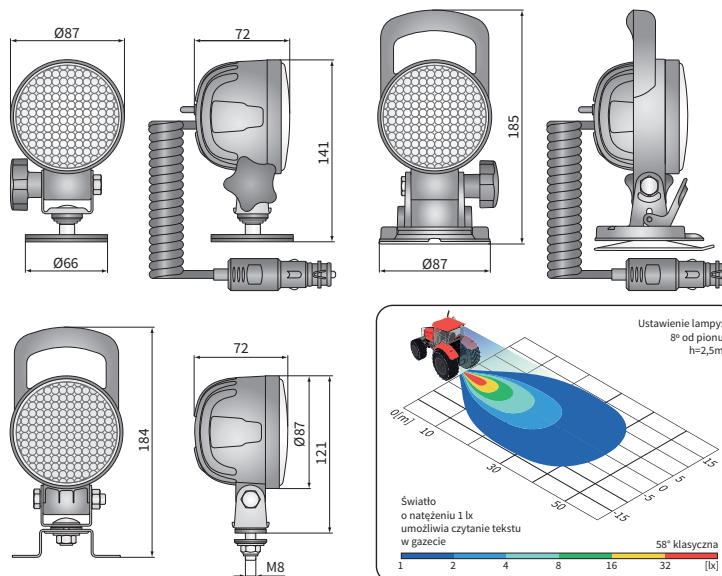 Ø87
72
141
Ø66
185
Ø87
184
72
Ø87
121
M8
Ustawienie lampy:
8º od pionu
h=2,5m
0[m]
10
30
50
15
5
0
-5
-15
Światło
o natężeniu 1 lx
umożliwia czytanie tekstu
w gazecie
58° klasyczna
1 2 4 8 16 32 [lx]